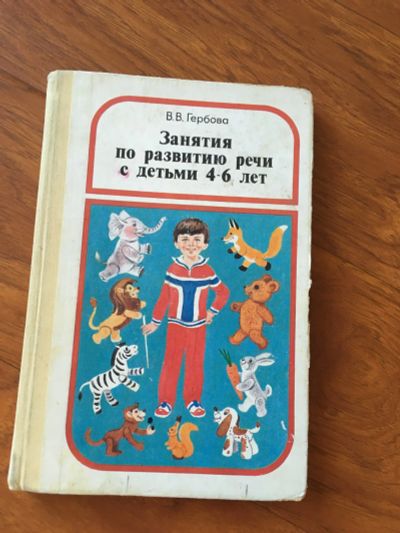 В. В. Гербова
Занятия
по развитию речи
с детьми 4-6 лет